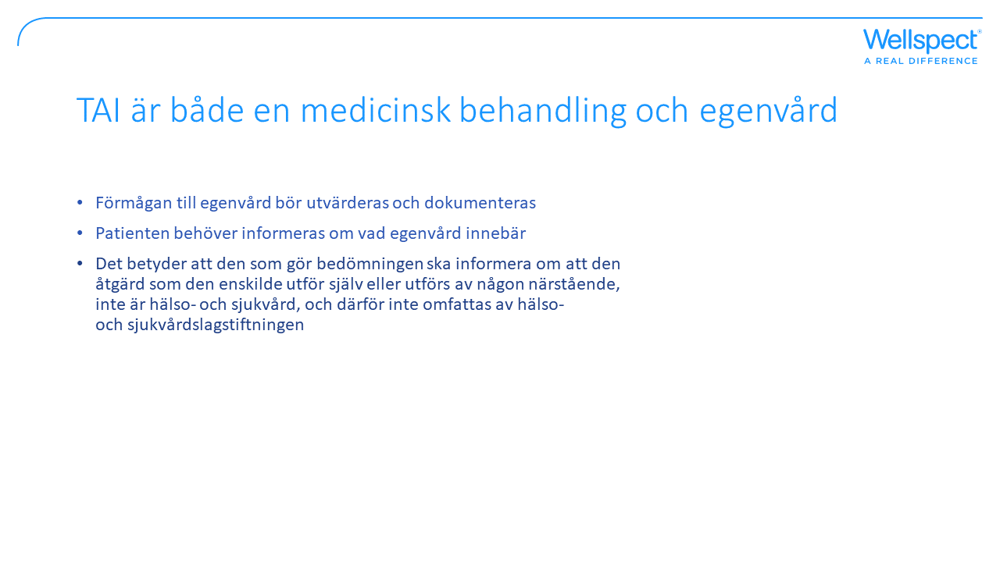 Wellspect®
A REAL DIFFERENCE
TAI är både en medicinsk behandling och egenvård
• Förmågan till egenvård bör utvärderas och dokumenteras
• Patienten behöver informeras om vad egenvård innebär
• Det betyder att den som gör bedömningen ska informera om att den
åtgärd som den enskilde utför själv eller utförs av någon närstående,
inte är hälso- och sjukvård, och därför inte omfattas av hälso-
och sjukvårdslagstiftningen